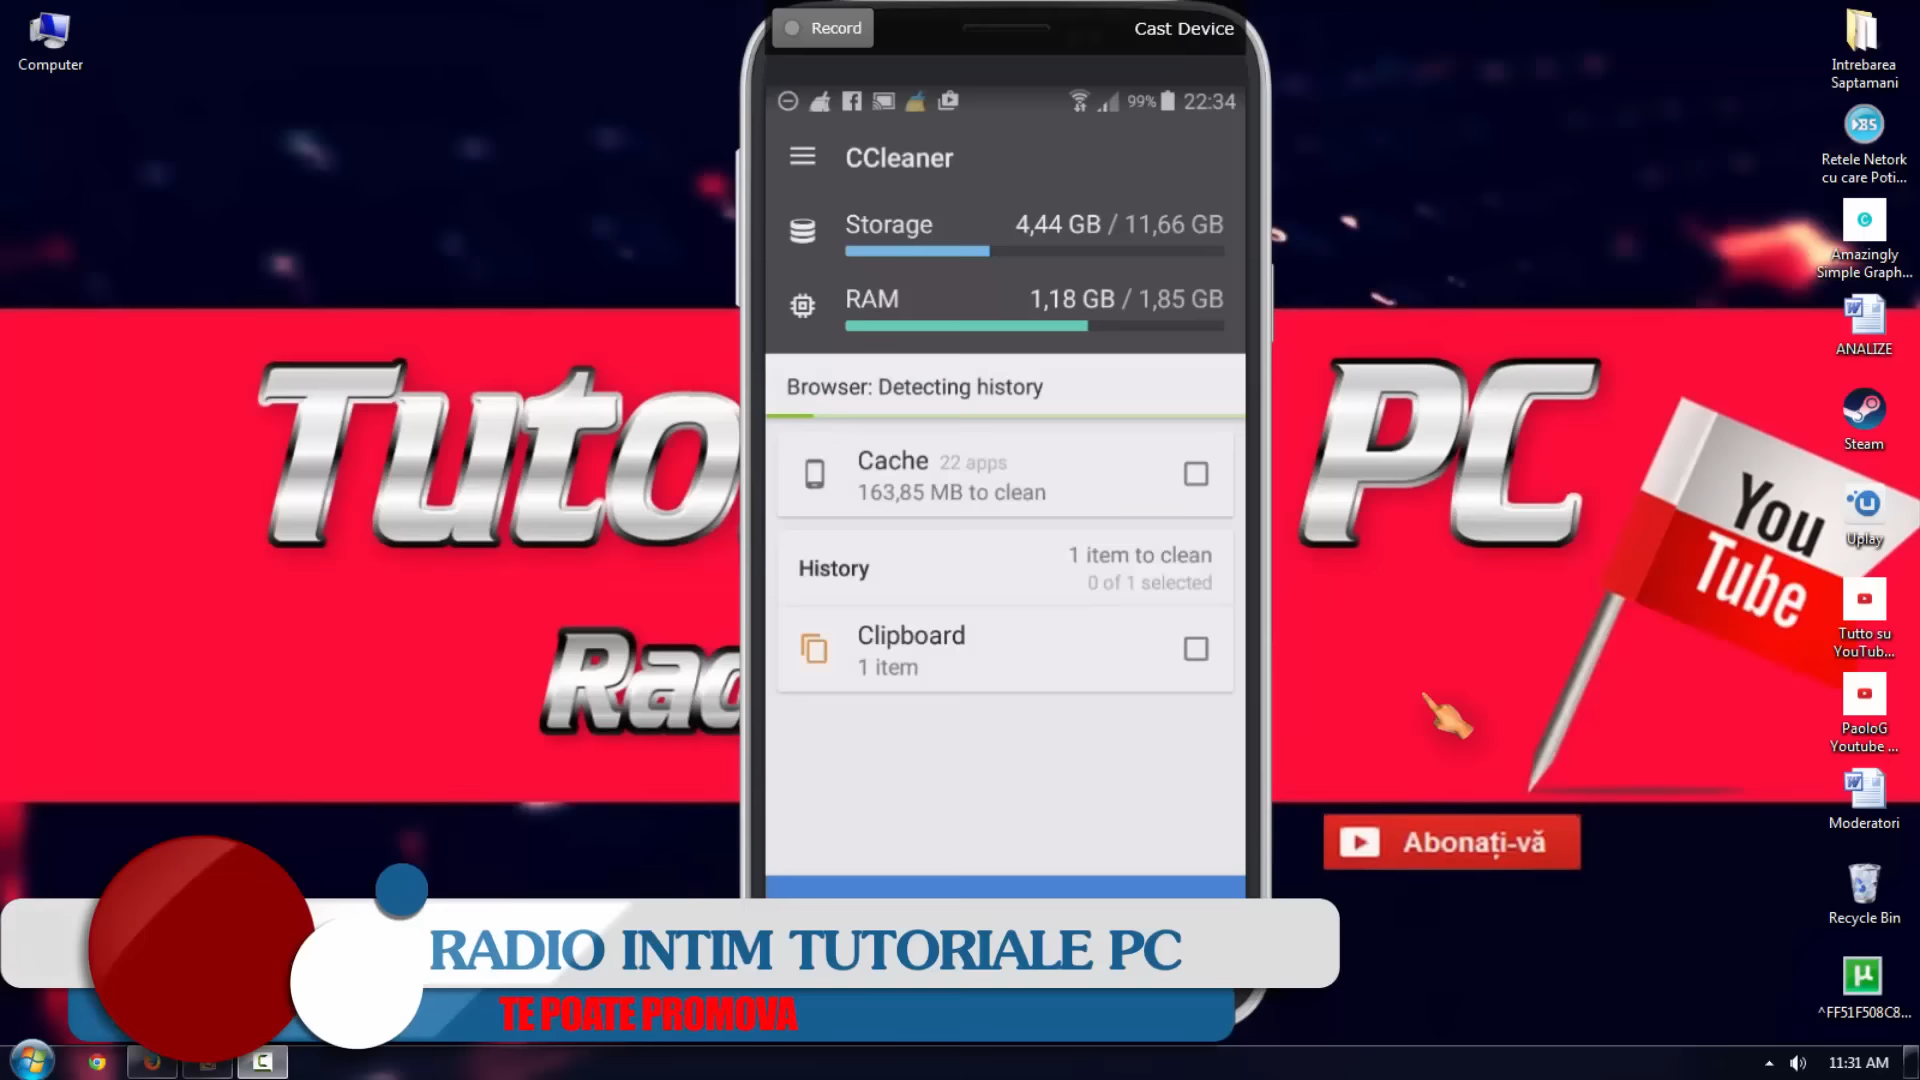 Computer
Record
Cast Device
99%
22:34
CCleaner
Storage
4,44 GB / 11,66 GB
RAM
1,18 GB / 1,85 GB
Browser: Detecting history
Cache 22 apps
163,85 MB to clean
History
1 item to clean
0 of 1 selected
Clipboard
1 item
Tuto
PC
Rad
You
Tube
Abonați-vă
RADIO INTIM TUTORIALE PC
TE POATE PROMOVA
Intrebarea
Saptamani
Retele Netork
cu care Poti...
Amazingly
Simple Graph...
ANALIZE
Steam
Uplay
Tutto su
YouTub...
PaoloG
Youtube ...
Moderatori
Recycle Bin
^FF51F508C8...
11:31 AM